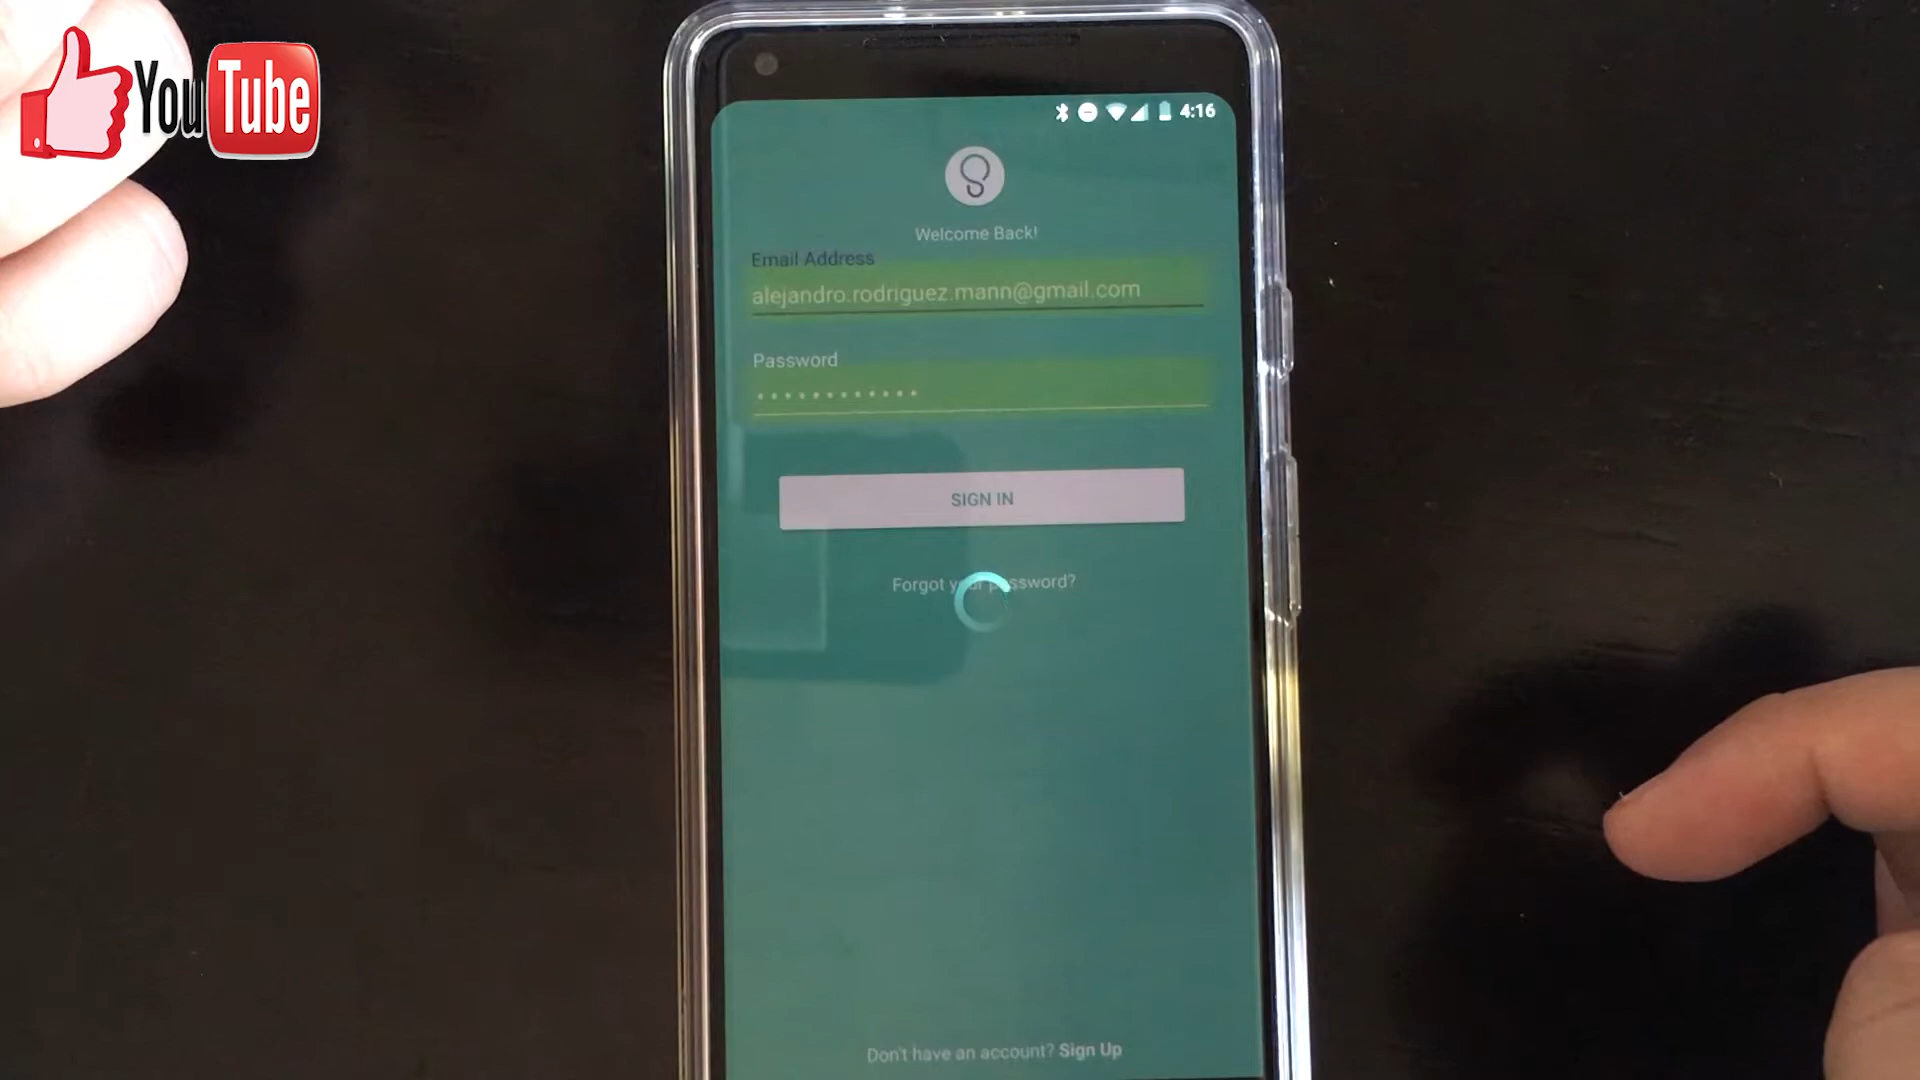 YouTube
4:16
Welcome Back!
Email Address
alejandro.rodriguez.mann@gmail.com
Password
SIGN IN
Forgot your password?
Don't have an account? Sign Up